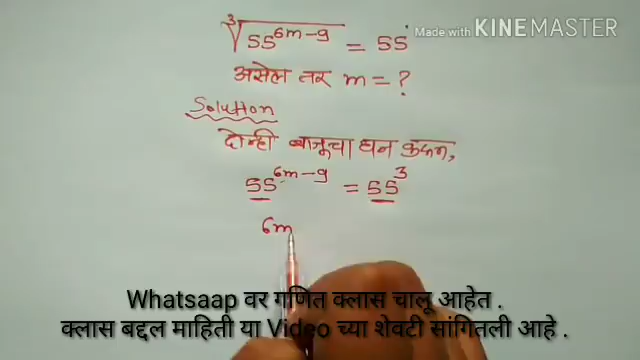 Made with KINEMASTER
∛55^(6m-9) = 55
असेल तर m = ?
Solution
दोन्ही बाजूचा घन करून,
55^(6m-9) = 55^3
6m
Whatsaap वर गणित क्लास चालू आहेत .
क्लास बद्दल माहिती या Video च्या शेवटी सांगितली आहे .